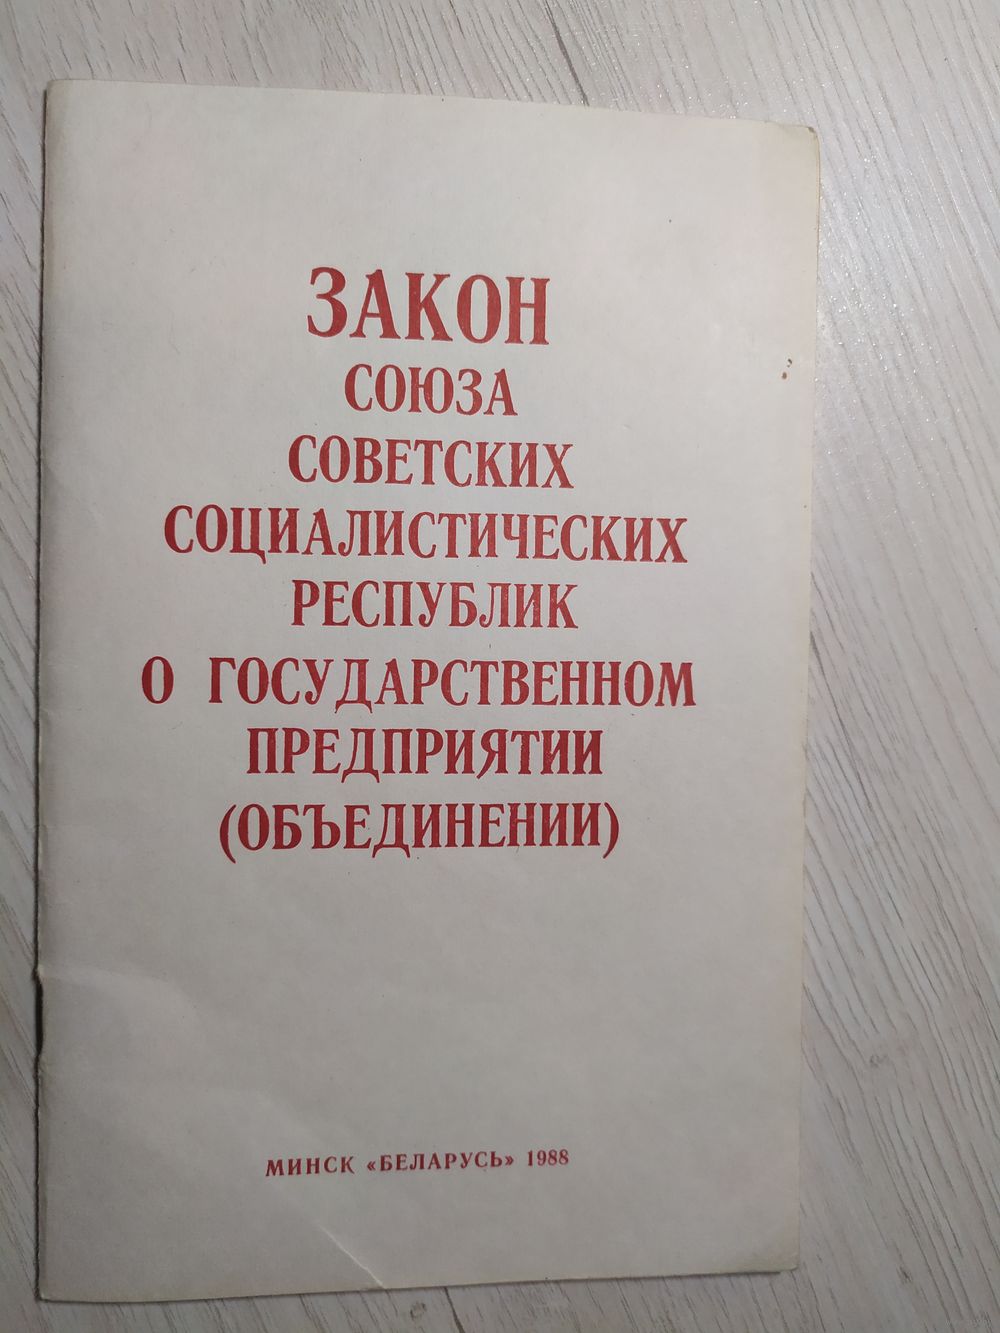 ЗАКОН
СОЮЗА
СОВЕТСКИХ
СОЦИАЛИСТИЧЕСКИХ
РЕСПУБЛИК
О ГОСУДАРСТВЕННОМ
ПРЕДПРИЯТИИ
(ОБЪЕДИНЕНИИ)
МИНСК «БЕЛАРУСЬ» 1988